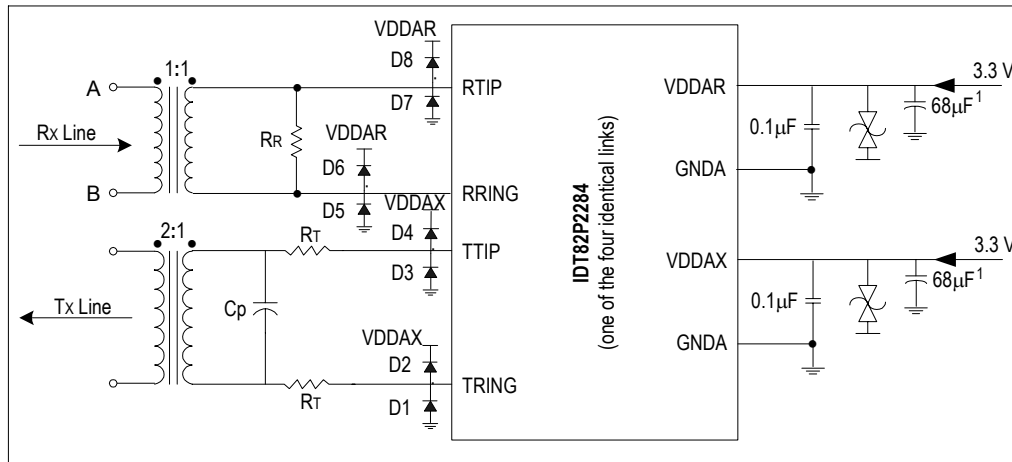 VDDAR
D8
1:1
A
RTIP
VDDAR
3.3 V
D7
68μF1
Rx Line
RR
VDDAR
0.1μF
D6
GNDA
B
RRING
D5
VDDAX
2:1
RT
D4
TTIP
VDDAX
3.3 V
D3
68μF1
Tx Line
Cp
0.1μF
VDDAX
D2
GNDA
TRING
RT
D1
IDT82P2284
(one of the four identical links)